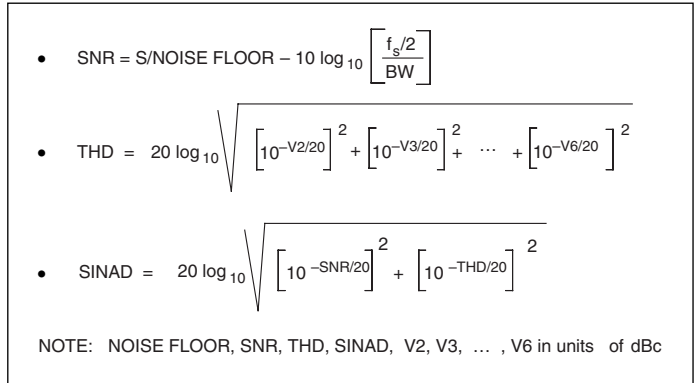 • SNR = S/NOISE FLOOR – 10 log₁₀ [ (fₛ/2) / BW ]
• THD = 20 log₁₀ √ [10^–V2/20]² + [10^–V3/20]² + ⋯ + [10^–V6/20]²
• SINAD = 20 log₁₀ √ [10^–SNR/20]² + [10^–THD/20]²
NOTE: NOISE FLOOR, SNR, THD, SINAD, V2, V3, … , V6 in units of dBc